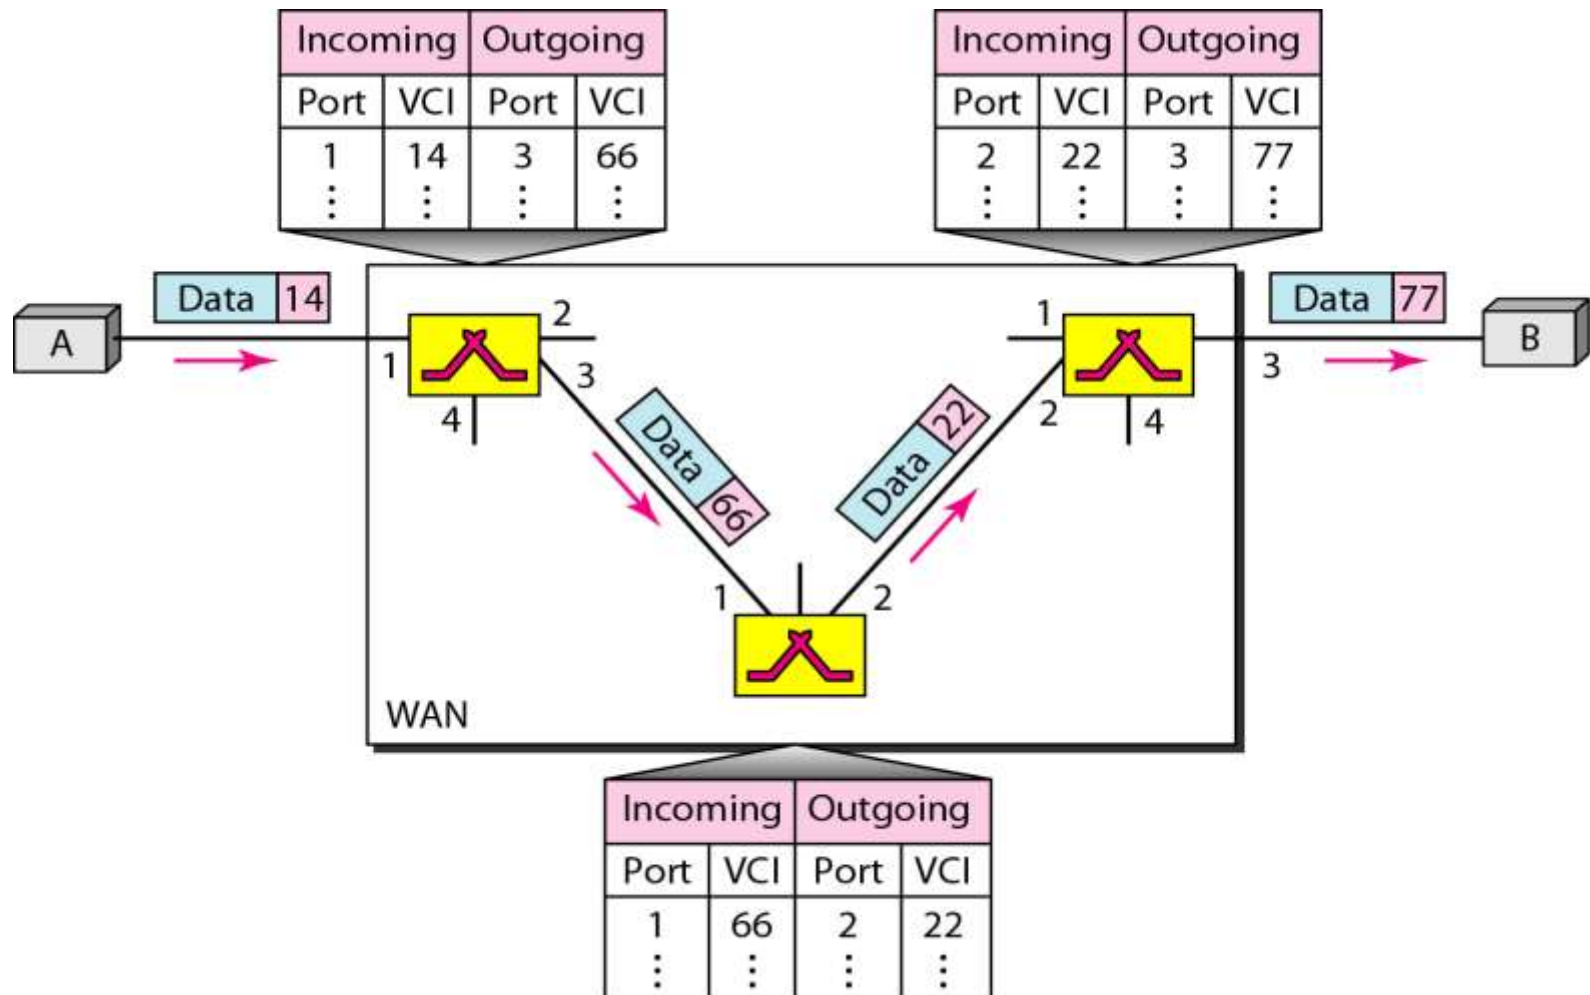 Incoming Outgoing
Port VCI Port VCI
1 14 3 66
⋮ ⋮ ⋮ ⋮
Incoming Outgoing
Port VCI Port VCI
2 22 3 77
⋮ ⋮ ⋮ ⋮
A
Data 14
1
2
3
4
Data 66
1
2
Data 22
1
2
4
3
Data 77
B
WAN
Incoming Outgoing
Port VCI Port VCI
1 66 2 22
⋮ ⋮ ⋮ ⋮